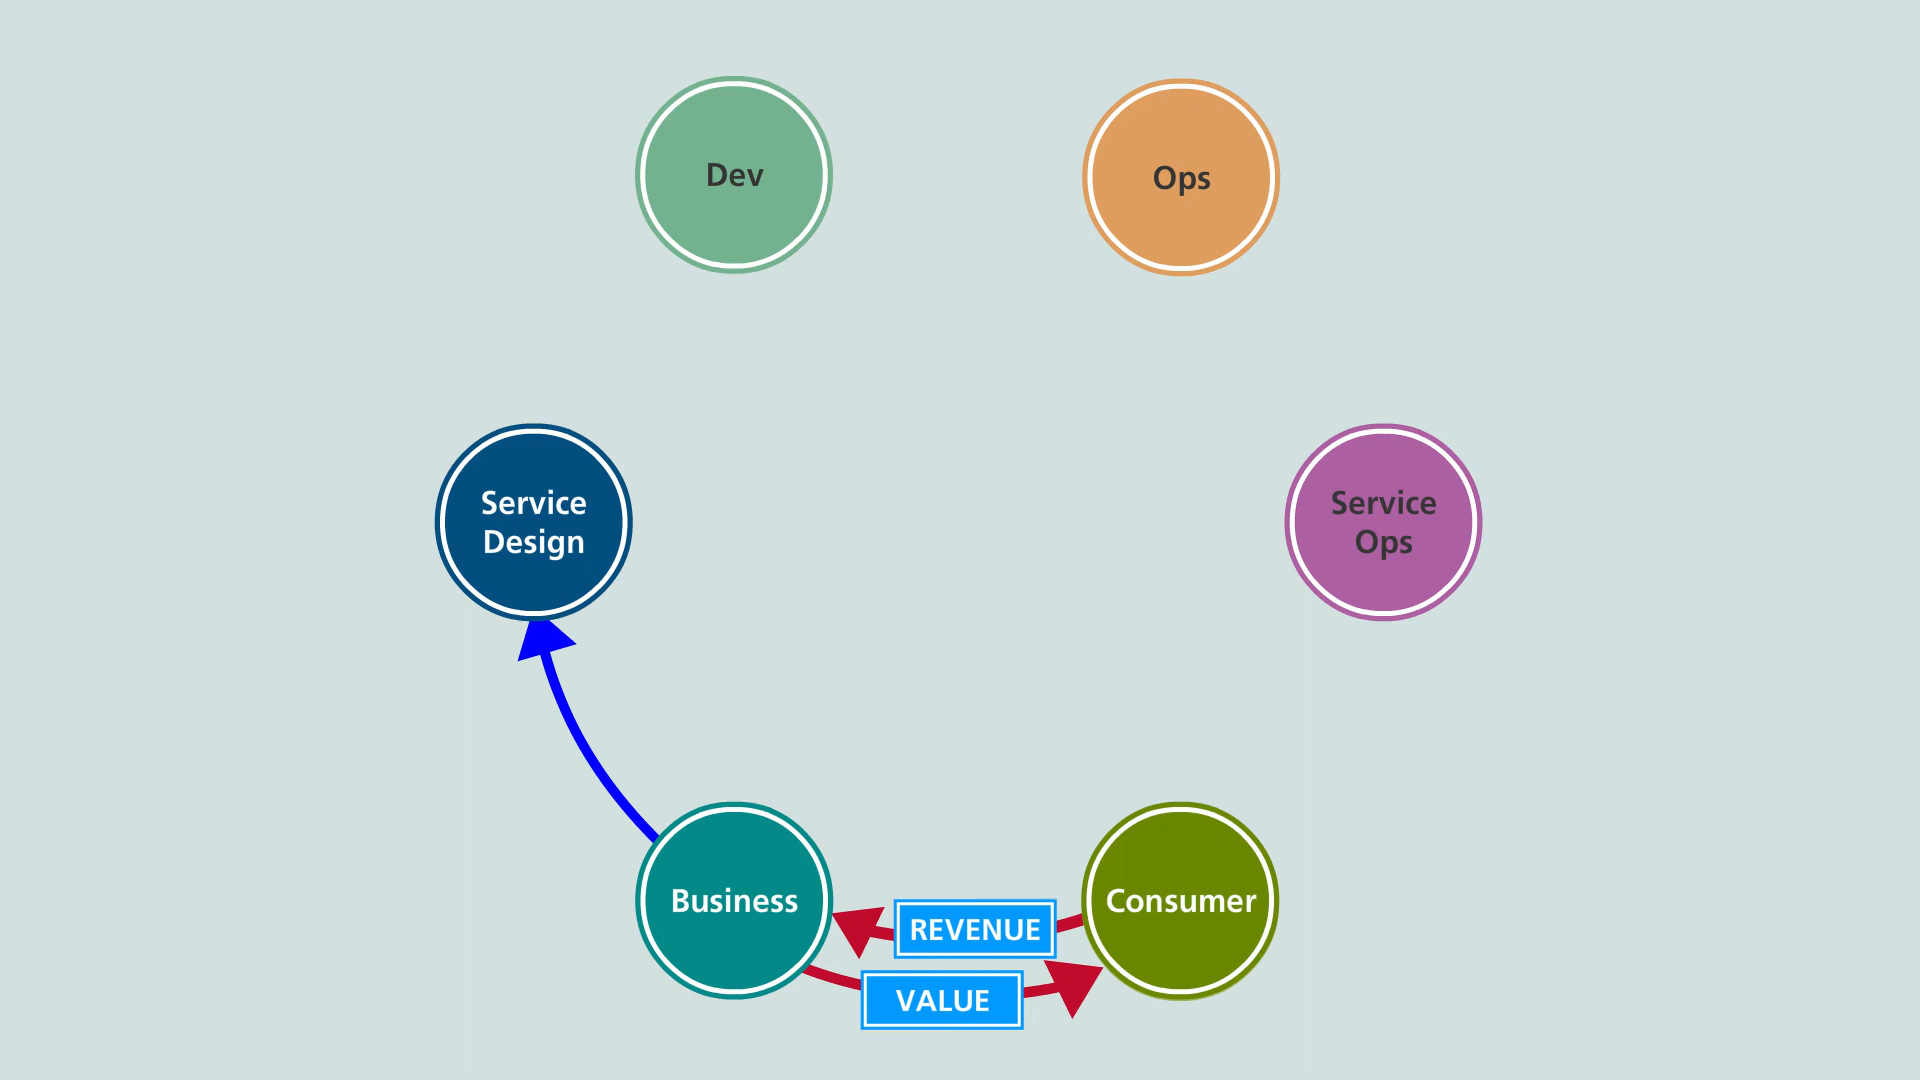 Dev
Ops
Service
Design
Service
Ops
Business
REVENUE
Consumer
VALUE